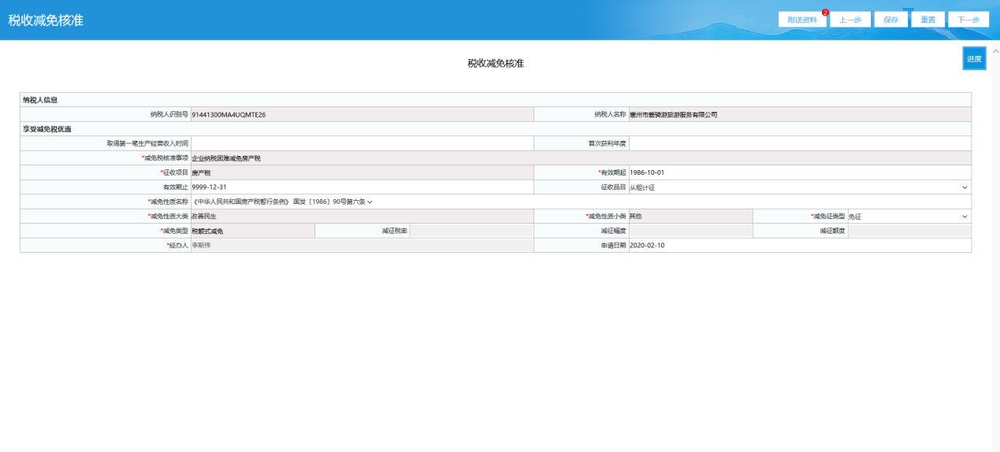 税收减免核准
附送资料 2 上一步 保存 重置 下一步
税收减免核准
进度
纳税人信息
纳税人识别号 91441300MA4UQMTE26 纳税人名称 惠州市爱骑游旅游服务有限公司
享受减免税优惠
取得第一笔生产经营收入时间 首次获利年度
*减免税核准事项 企业纳税困难减免房产税
*征收项目 房产税 *有效期起 1986-10-01
有效期止 9999-12-31 征收品目 从租计征
*减免性质名称 《中华人民共和国房产税暂行条例》 国发〔1986〕90号第六条
*减免性质大类 改善民生 *减免性质小类 其他 *减免征类型 免征
*减免类型 税额式减免 减征税率 减征幅度 减征额度
*经办人 李斯伟 申请日期 2020-02-10